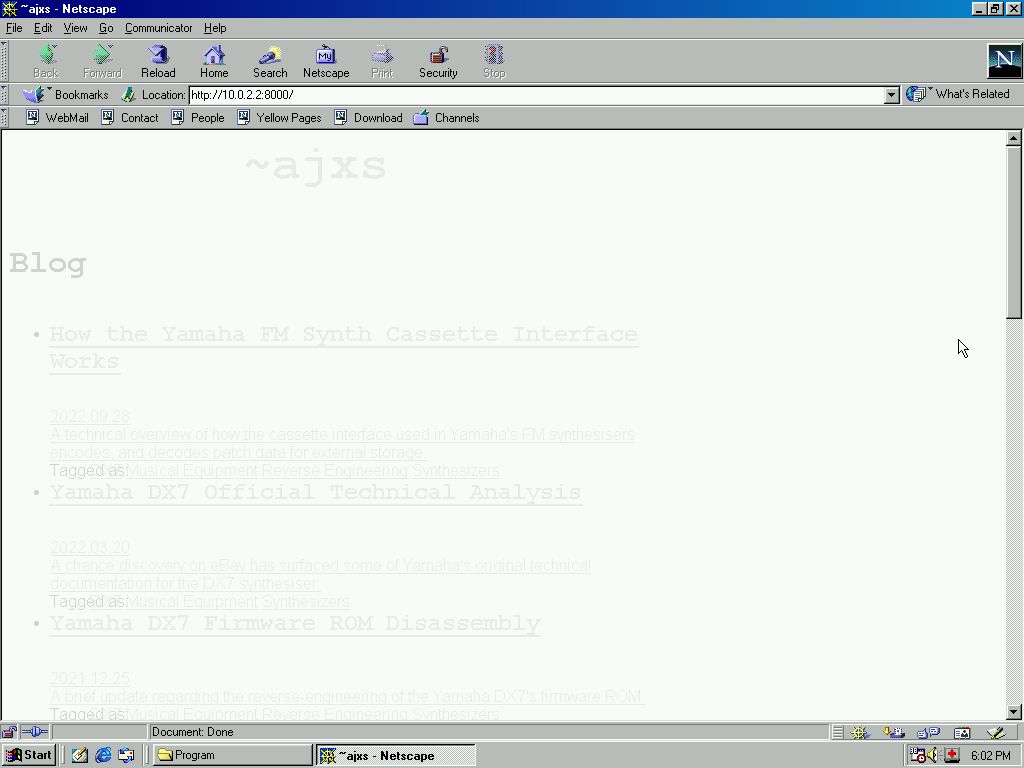 ~ajxs - Netscape
File Edit View Go Communicator Help
My
Back Forward Reload Home Search Netscape Print Security Stop
N
Bookmarks Location: http://10.0.2.2:8000/ What's Related
WebMail Contact People Yellow Pages Download Channels
~ajxs
Blog
• How the Yamaha FM Synth Cassette Interface
Works
2022.09.28
A technical overview of how the cassette interface used in Yamaha's FM synthesisers
encodes, and decodes patch data for external storage.
Tagged as: Musical Equipment Reverse Engineering Synthesizers
• Yamaha DX7 Official Technical Analysis
2022.03.20
A chance discovery on eBay has surfaced some of Yamaha's original technical
documentation for the DX7 synthesiser.
Tagged as: Musical Equipment Synthesizers
• Yamaha DX7 Firmware ROM Disassembly
2021.12.25
A brief update regarding the reverse-engineering of the Yamaha DX7's firmware ROM.
Tagged as: Musical Equipment Reverse Engineering Synthesizers
Document: Done
Start Program ~ajxs - Netscape 6:02 PM